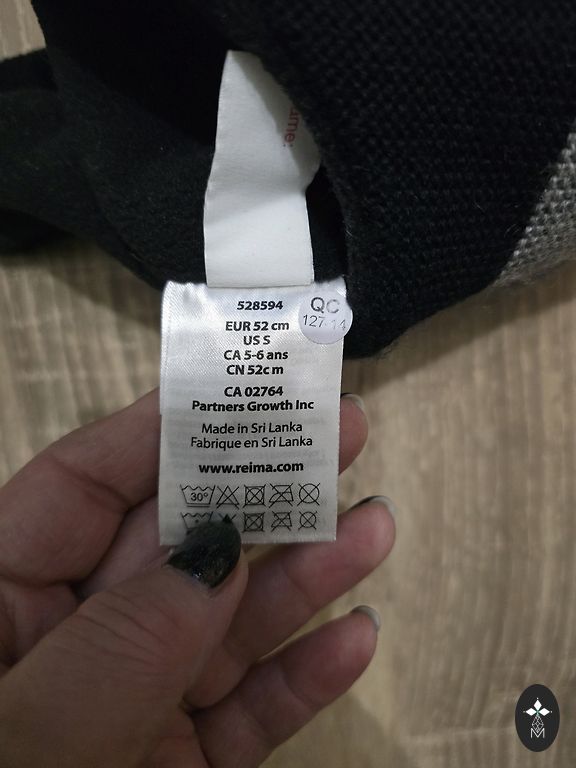 528594
EUR 52 cm
US S
CA 5-6 ans
CN 52c m
CA 02764
Partners Growth Inc
Made in Sri Lanka
Fabrique en Sri Lanka
www.reima.com
30°
QC
127-14
M